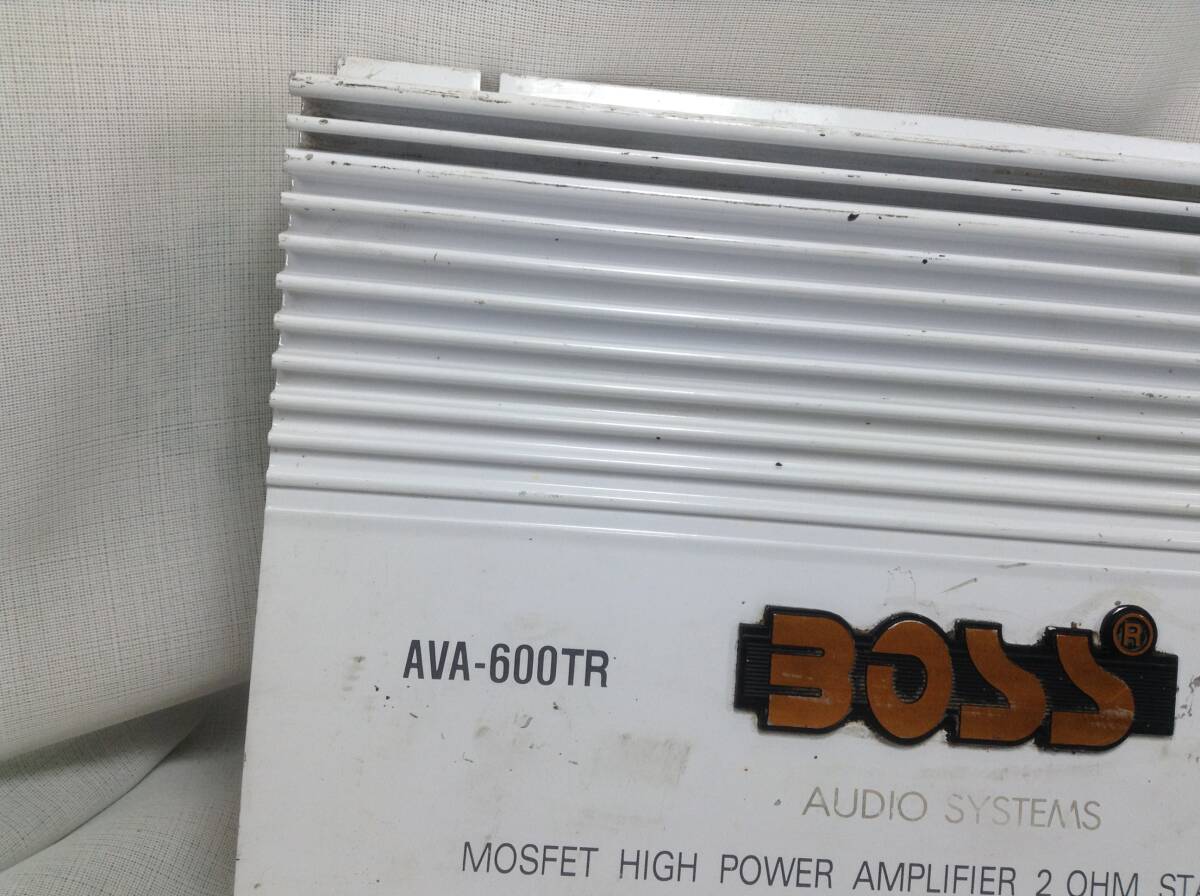 AVA-600TR
BOSS®
AUDIO SYSTEMS
MOSFET HIGH POWER AMPLIFIER 2 OHM